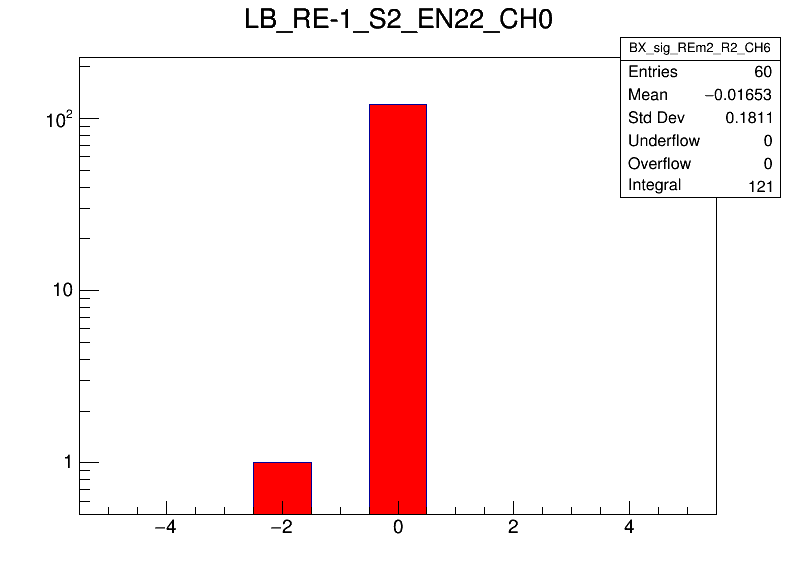 LB_RE-1_S2_EN22_CH0
BX_sig_REm2_R2_CH6
Entries 60
Mean −0.01653
Std Dev 0.1811
Underflow 0
Overflow 0
Integral 121
10²
10
1
−4 −2 0 2 4